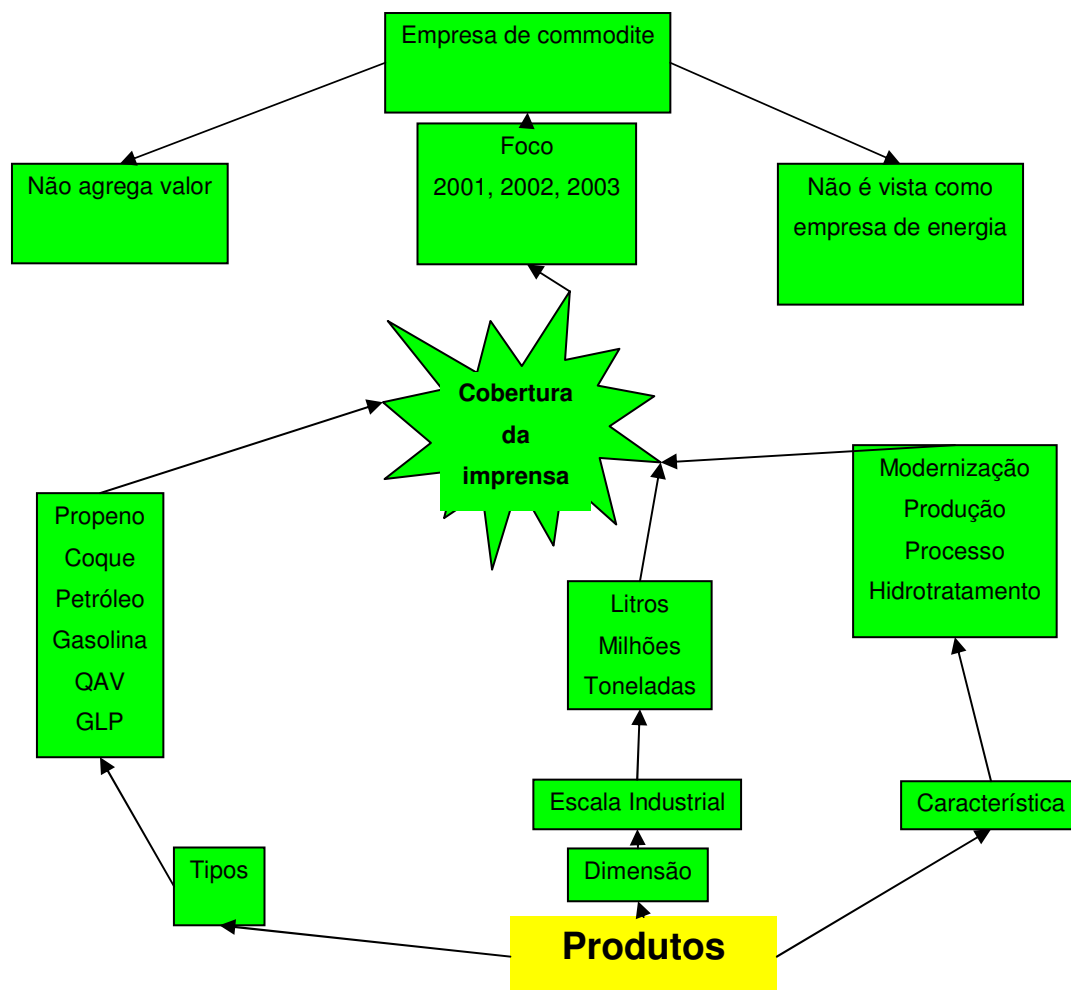 Empresa de commodite
Foco
2001, 2002, 2003
Não agrega valor
Não é vista como
empresa de energia
Cobertura
da
imprensa
Propeno
Coque
Petróleo
Gasolina
QAV
GLP
Litros
Milhões
Toneladas
Modernização
Produção
Processo
Hidrotratamento
Escala Industrial
Característica
Tipos
Dimensão
Produtos